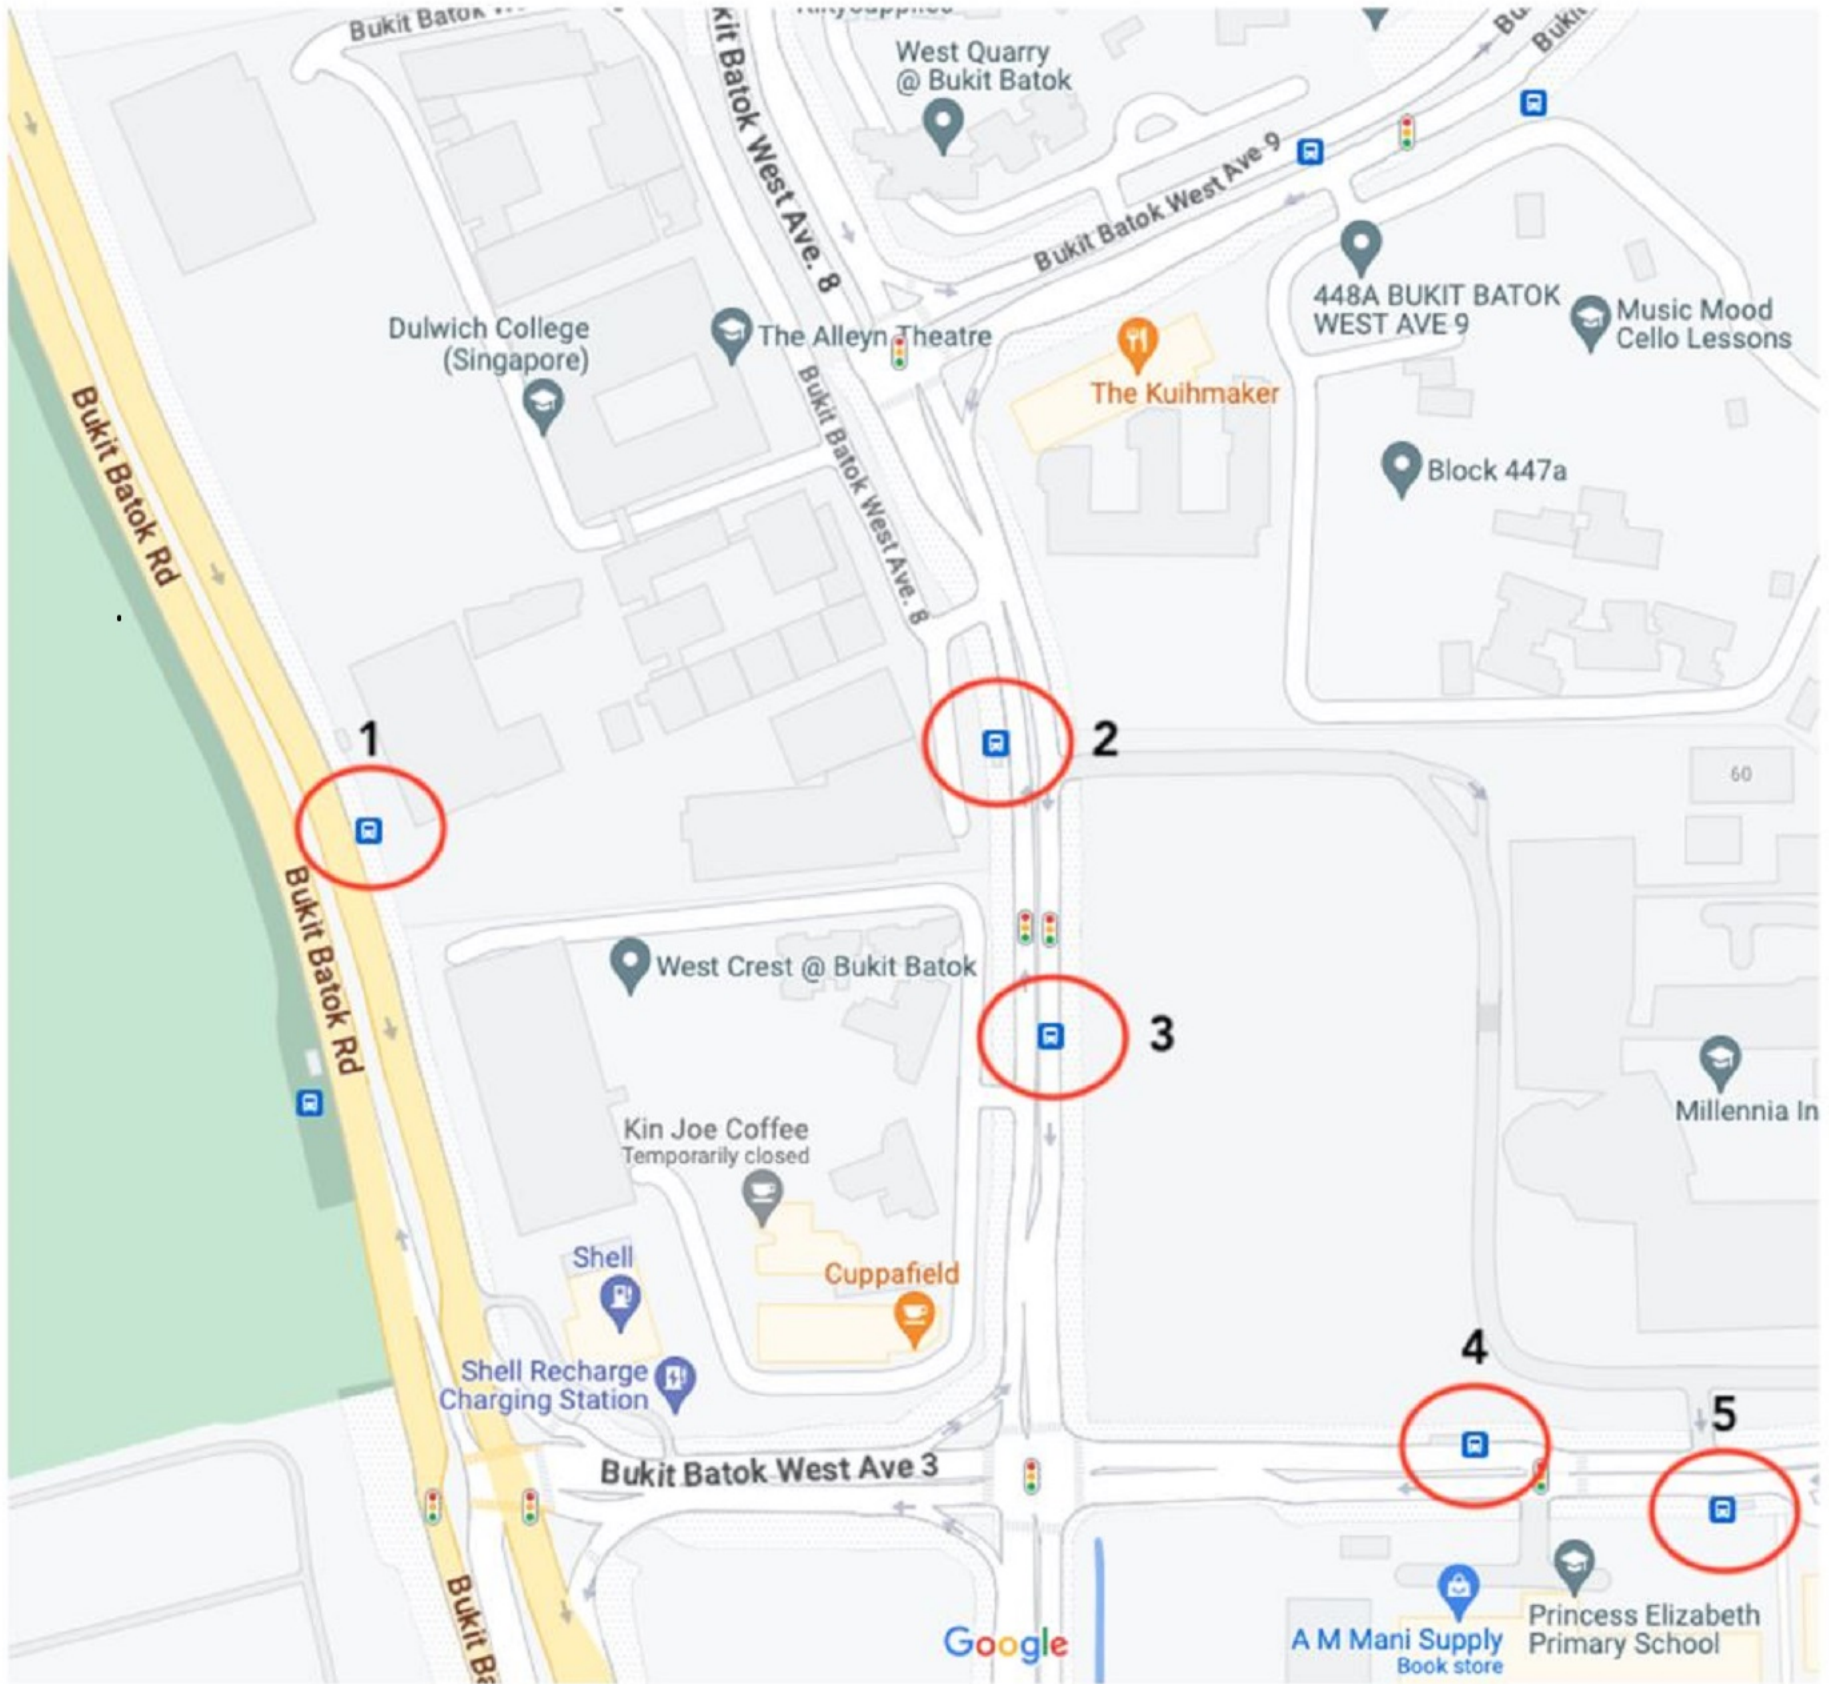 Bukit Batok W
kit Batok West Ave. 8
West Quarry
@ Bukit Batok
Bukit Batok West Ave 9
448A BUKIT BATOK
WEST AVE 9
Music Mood
Cello Lessons
Dulwich College
(Singapore)
The Alleyn Theatre
The Kuihmaker
Bukit Batok West Ave. 8
Bukit Batok Rd
Block 447a
1
2
60
Bukit Batok Rd
West Crest @ Bukit Batok
3
Millennia In
Kin Joe Coffee
Temporarily closed
Shell
Cuppafield
4
Shell Recharge
Charging Station
5
Bukit Batok West Ave 3
Bukit Ba
Google
A M Mani Supply
Book store
Princess Elizabeth
Primary School